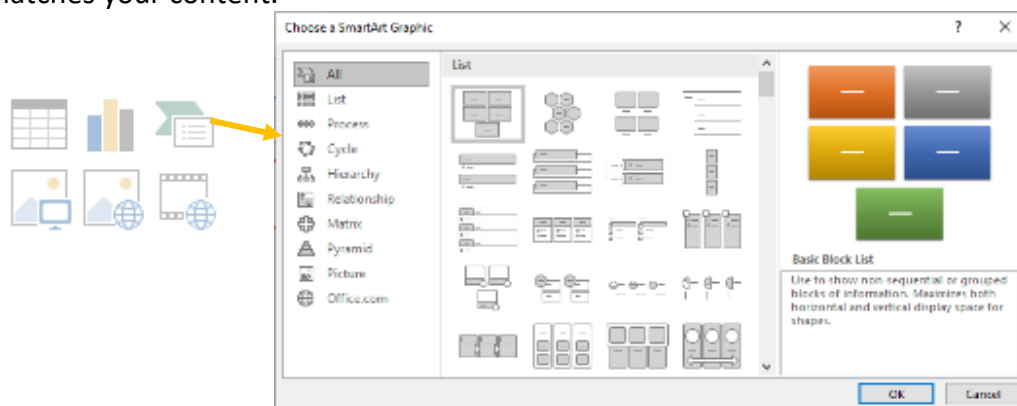 matches your content.
Choose a SmartArt Graphic
?
All
List
Process
Cycle
Hierarchy
Relationship
Matrix
Pyramid
Picture
Office.com
List
Basic Block List
Use to show non-sequential or grouped
blocks of information. Maximizes both
horizontal and vertical display space for
shapes.
OK
Cancel